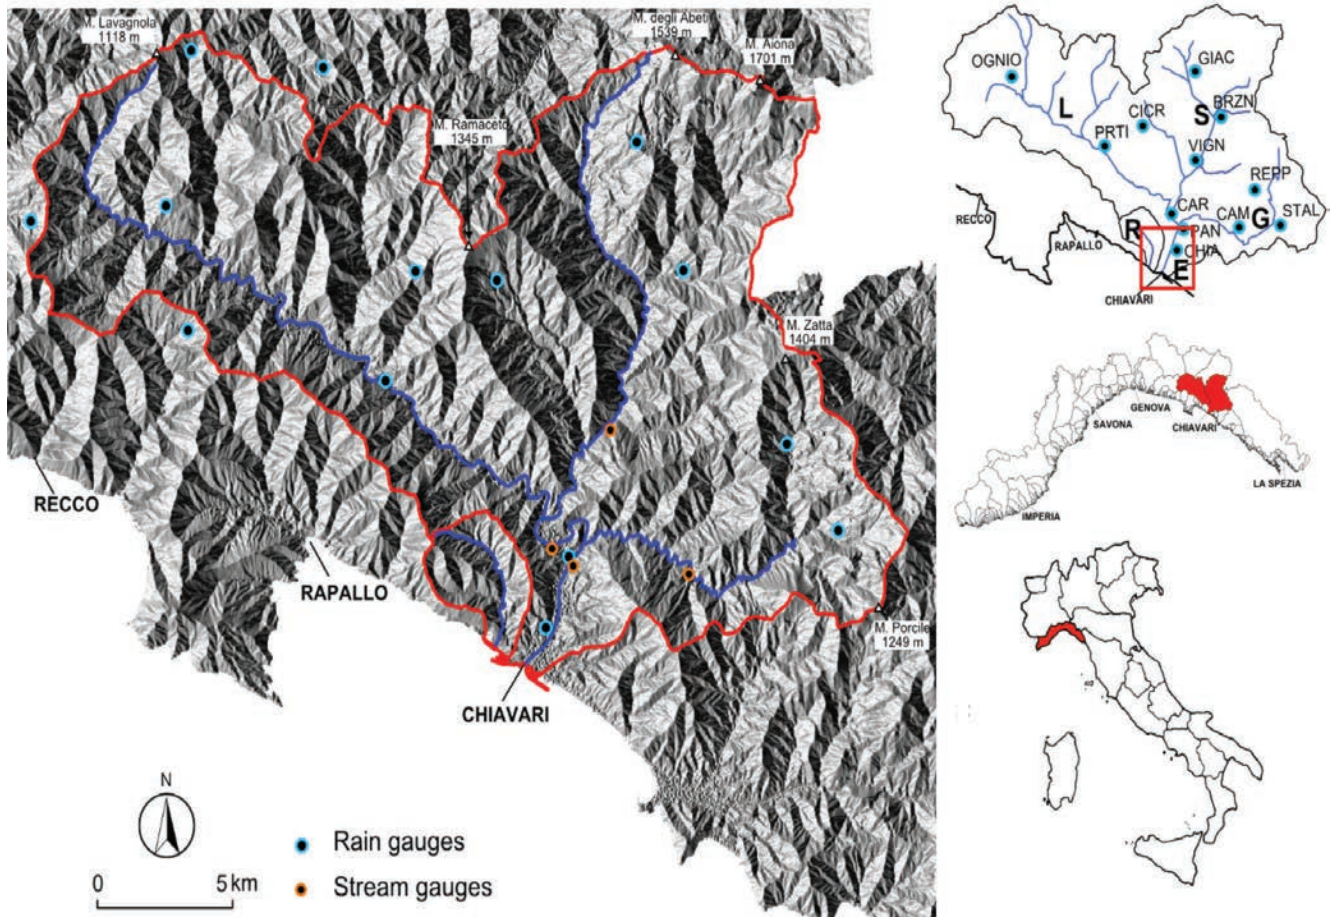 M. Lavagnola
1118 m
M. degli Abeti
1539 m
M. Aiona
1701 m
M. Ramaceto
1345 m
M. Zatta
1404 m
RECCO
RAPALLO
M. Porcile
1249 m
CHIAVARI
N
0 5 km
Rain gauges
Stream gauges
OGNIO
GIAC
L
CICR
S
BRZN
PRTI
VIGN
REPP
CAR
CAM
G
STAL
RECCO
R
PAN
RAPALLO
CHIA
E
CHIAVARI
GENOVA
SAVONA
CHIAVARI
LA SPEZIA
IMPERIA